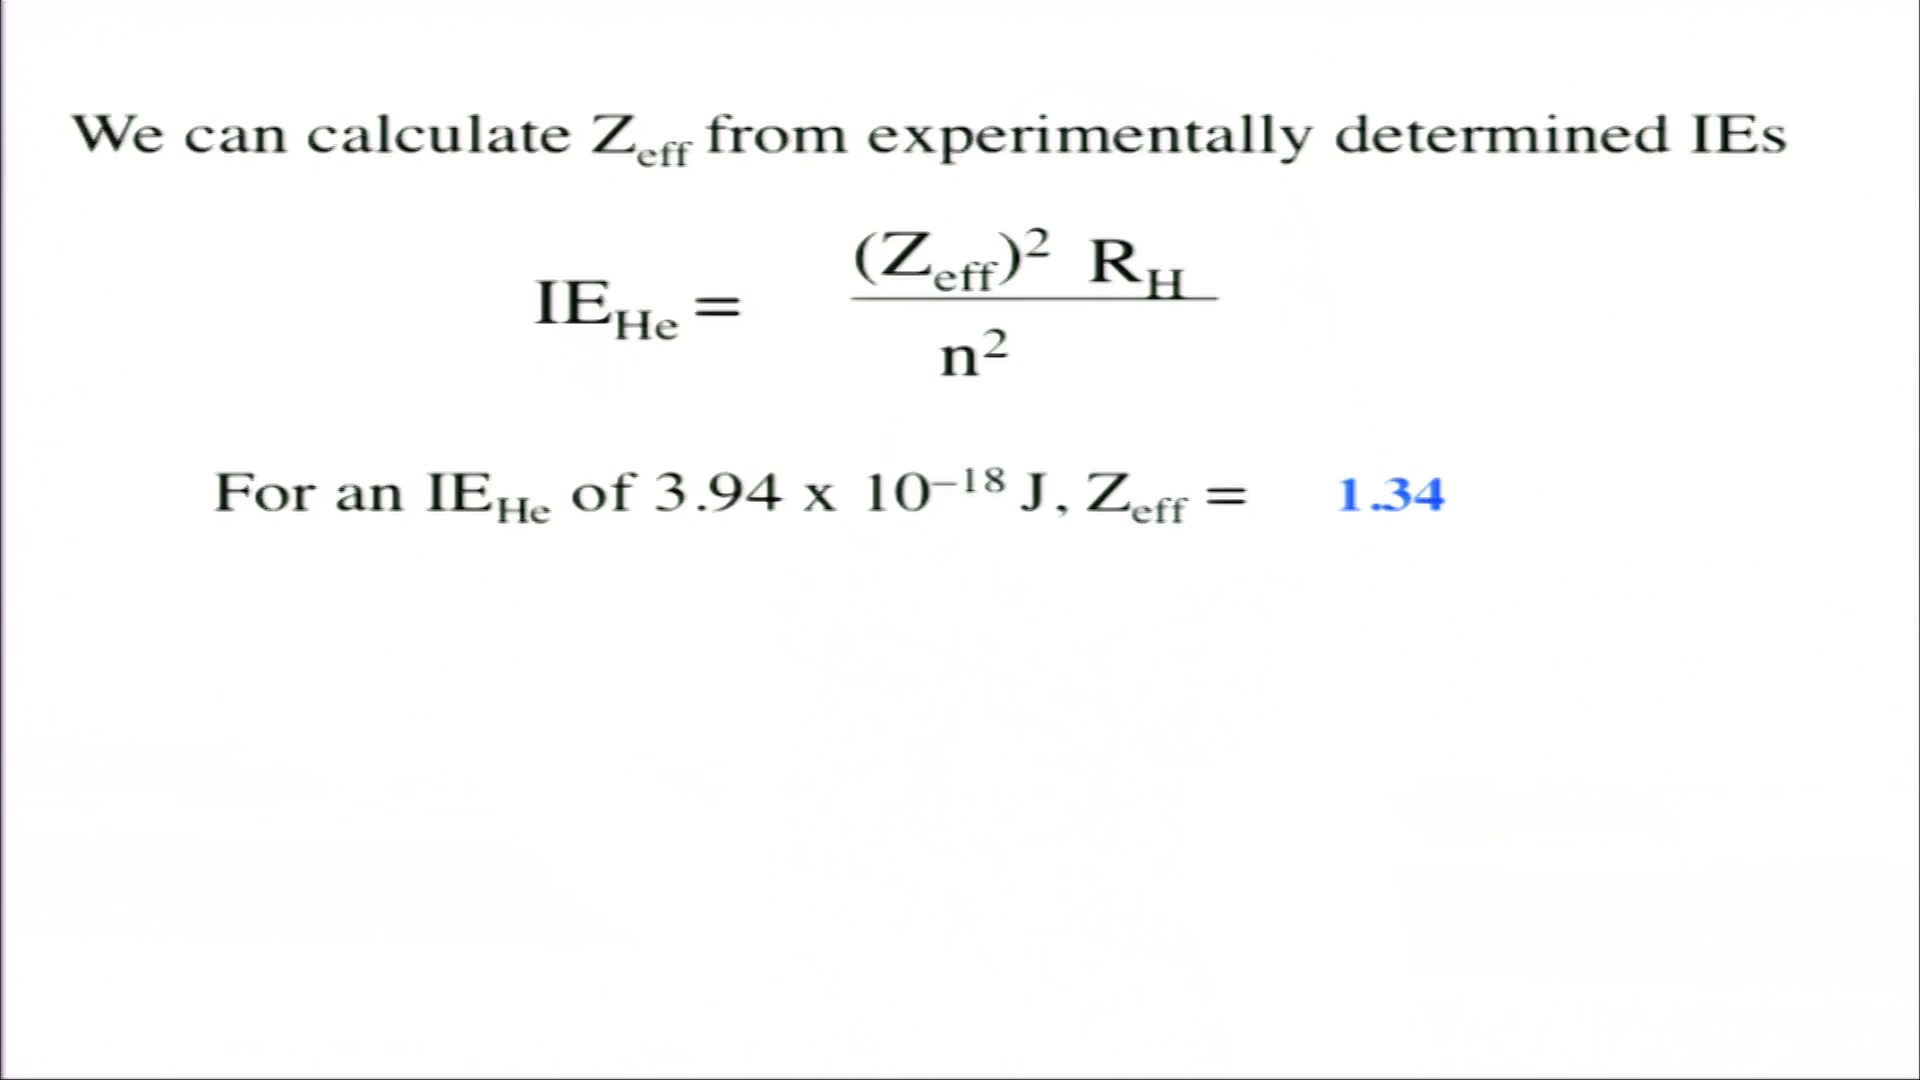 We can calculate Z_eff from experimentally determined IEs
IE_He = (Z_eff)² R_H / n²
For an IE_He of 3.94 x 10⁻¹⁸ J, Z_eff = 1.34